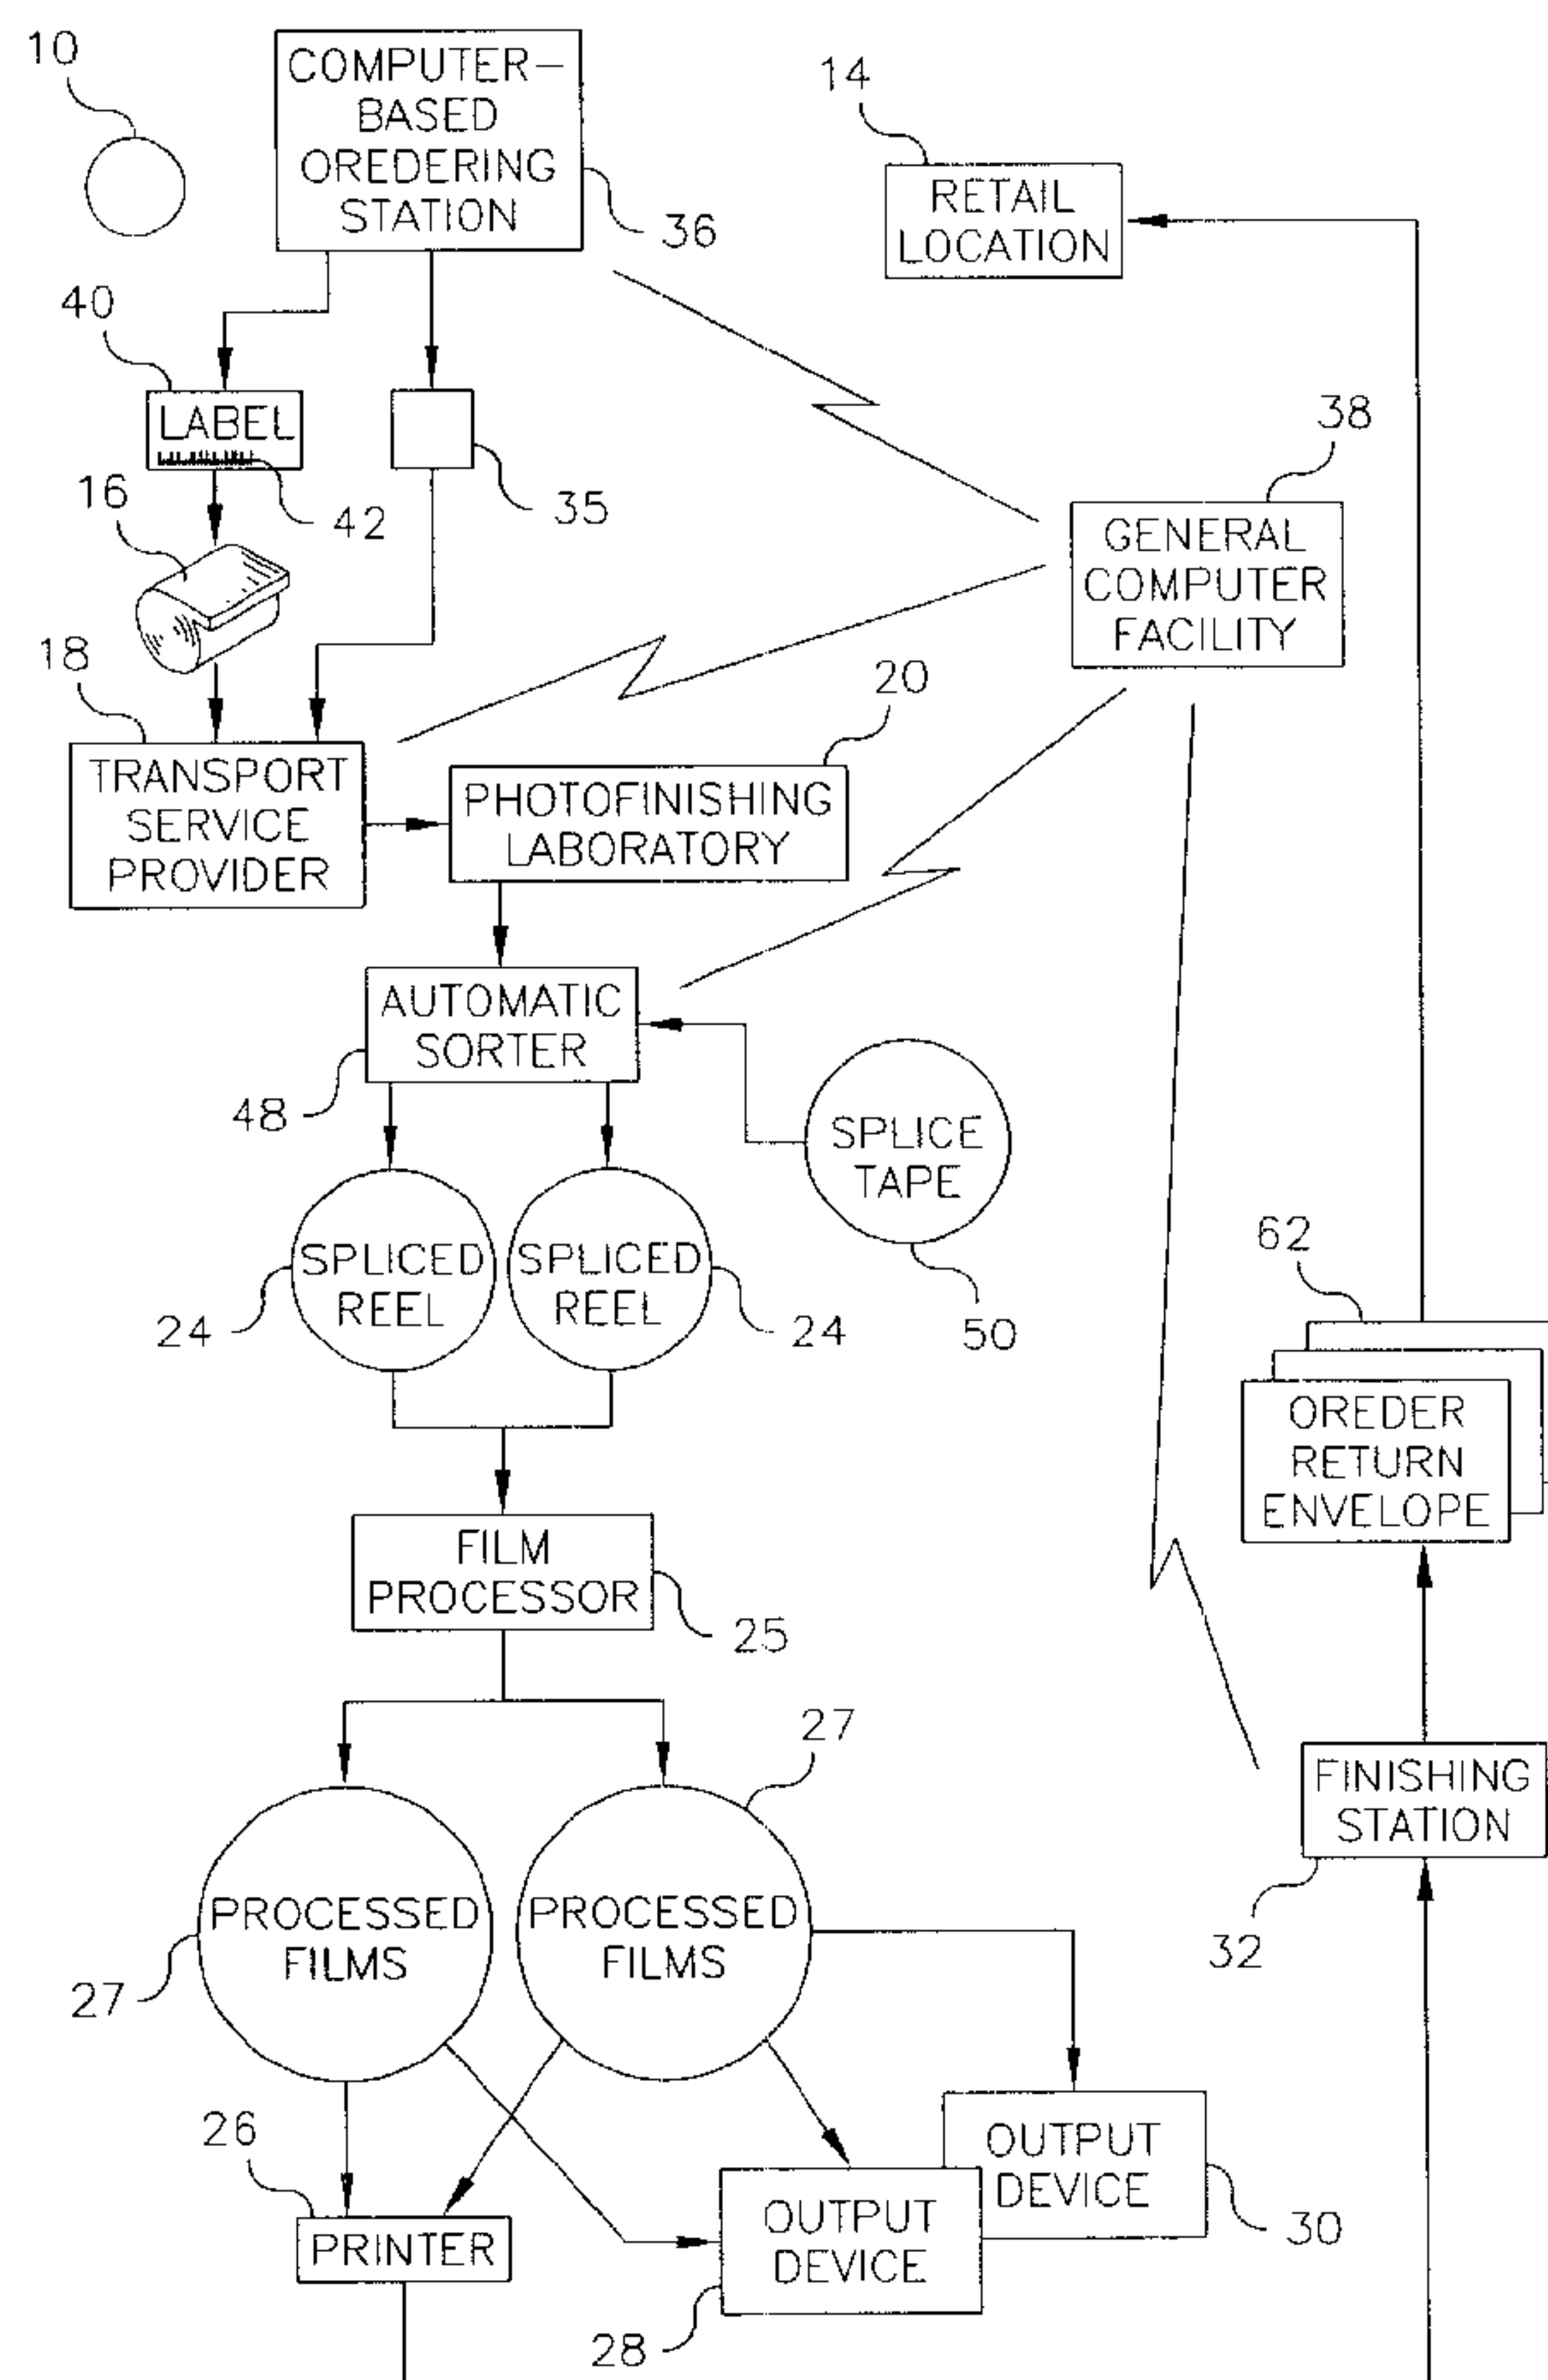 10
COMPUTER-
BASED
OREDERING
STATION
36
14
RETAIL
LOCATION
40
LABEL
42
35
16
38
GENERAL
COMPUTER
FACILITY
18
TRANSPORT
SERVICE
PROVIDER
20
PHOTOFINISHING
LABORATORY
AUTOMATIC
SORTER
48
SPLICE
TAPE
50
SPLICED
REEL
24
SPLICED
REEL
24
62
OREDER
RETURN
ENVELOPE
FILM
PROCESSOR
25
27
FINISHING
STATION
32
PROCESSED
FILMS
27
PROCESSED
FILMS
26
PRINTER
OUTPUT
DEVICE
30
OUTPUT
DEVICE
28